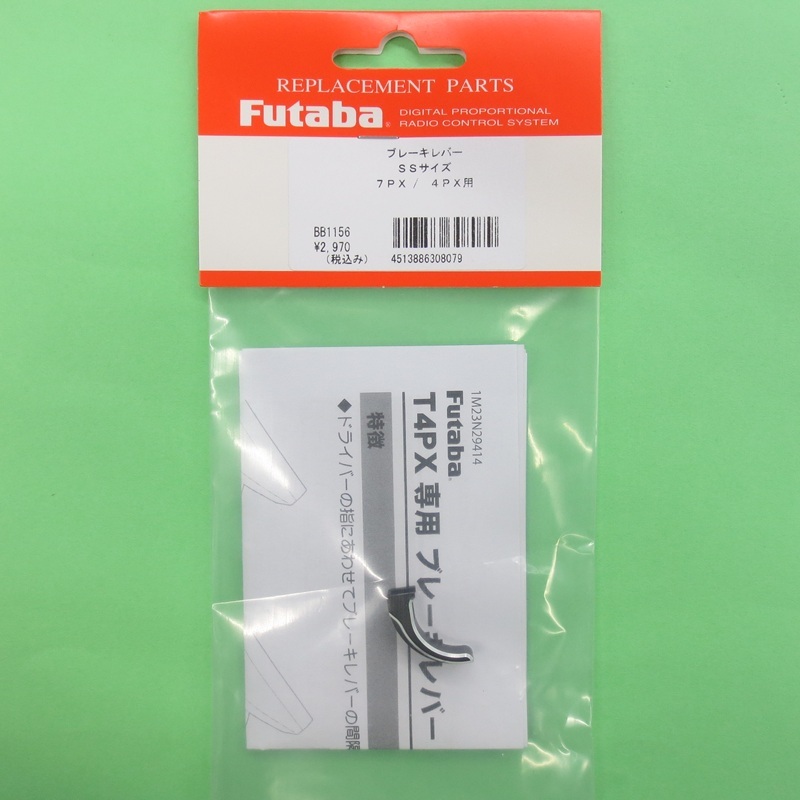 REPLACEMENT PARTS
Futaba®
DIGITAL PROPORTIONAL
RADIO CONTROL SYSTEM
ブレーキレバー
SSサイズ
7PX / 4PX用
BB1156
¥2,970
(税込み)
4513886308079
1M23N29414
Futaba®
T4PX 専用 ブレーキレバー
特徴
◆ドライバーの指にあわせてブレーキレバーの間隔